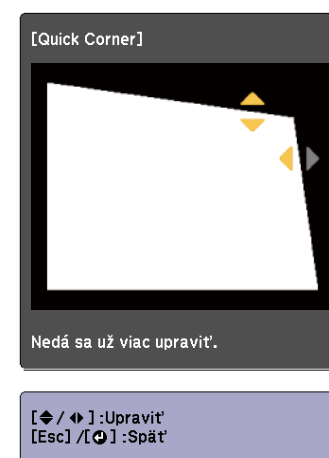 [Quick Corner]
Nedá sa už viac upraviť.
[ / ] :Upraviť
[Esc] /[ ] :Späť